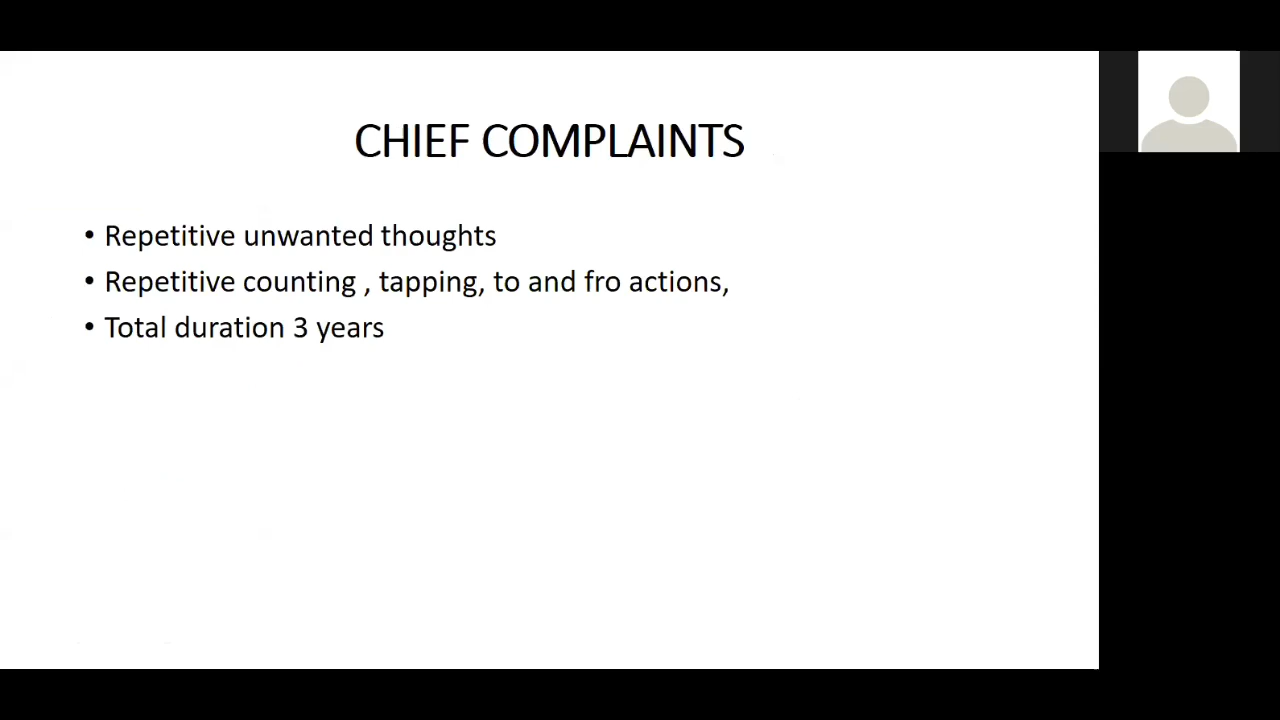 CHIEF COMPLAINTS
• Repetitive unwanted thoughts
• Repetitive counting , tapping, to and fro actions,
• Total duration 3 years